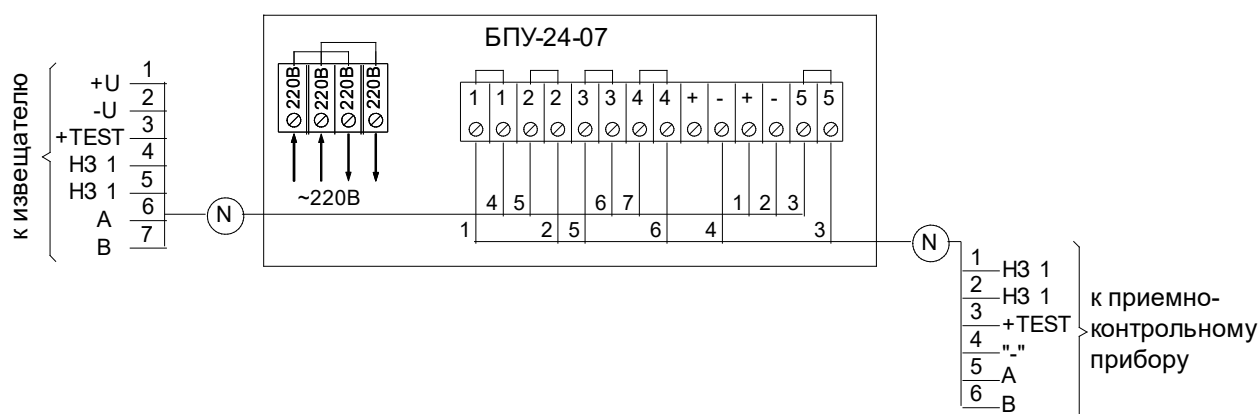 БПУ-24-07
220В 220В 220В 220В
~220В
1 1 2 2 3 3 4 4 + - + - 5 5
к извещателю
+U 1
-U 2
+TEST 3
НЗ 1 4
НЗ 1 5
A 6
B 7
N
4 5 6 7 1 2 3
1 2 5 6 4 3
N
1 НЗ 1
2 НЗ 1
3 +TEST
4 "-"
5 A
6 B
к приемно-
контрольному
прибору